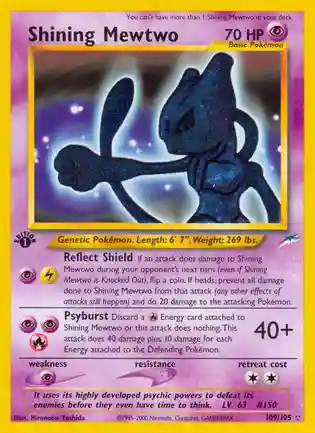 You can't have more than 1 Shining Mewtwo in your deck.
Shining Mewtwo
70 HP
Basic Pokémon
EDITION
1
Genetic Pokémon. Length: 6' 7", Weight: 269 lbs.
Reflect Shield If an attack does damage to Shining
Mewtwo during your opponent's next turn (even if Shining
Mewtwo is Knocked Out), flip a coin. If heads, prevent all damage
done to Shining Mewtwo from that attack (any other effects of
attacks still happen) and do 20 damage to the attacking Pokémon.
Psyburst Discard a Energy card attached to
Shining Mewtwo or this attack does nothing. This
attack does 40 damage plus 10 damage for each
Energy attached to the Defending Pokémon.
40+
weakness
resistance
retreat cost
It uses its highly developed psychic powers to defeat its
enemies before they even have time to think. LV. 63 #150
Illus. Hironobu Yoshida
©1995-2000 Nintendo, Creatures, GAMEFREAK.
109/105